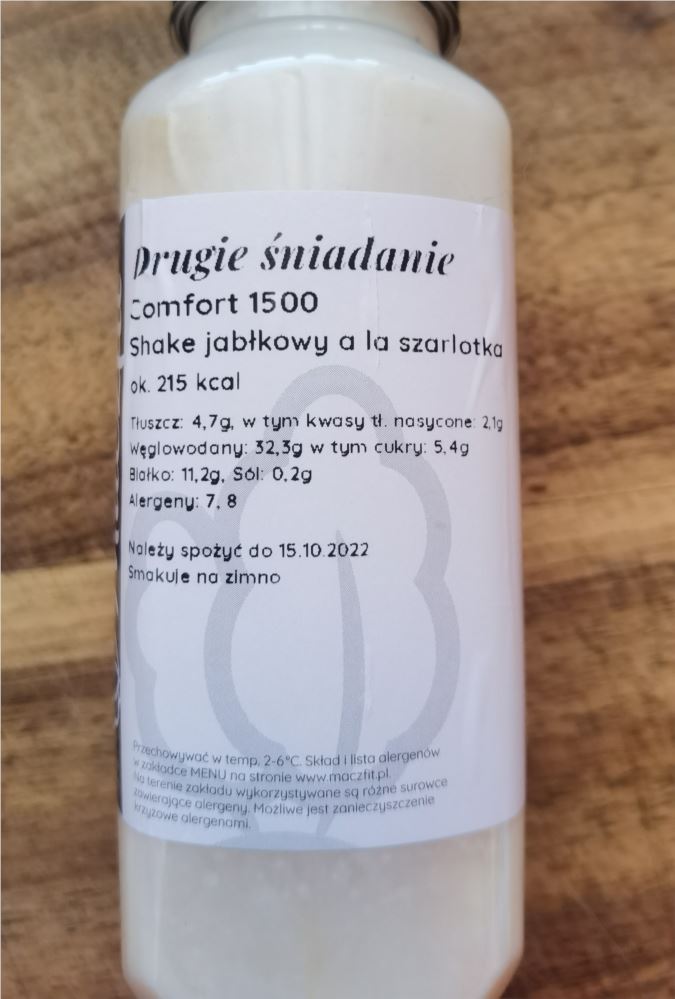 Drugie śniadanie
Comfort 1500
Shake jabłkowy a la szarlotka
ok. 215 kcal
Tłuszcz: 4,7g, w tym kwasy tł. nasycone: 2,1g
Węglowodany: 32,3g w tym cukry: 5,4g
Białko: 11,2g, Sól: 0,2g
Alergeny: 7, 8
Należy spożyć do 15.10.2022
Smakuje na zimno
Przechowywać w temp. 2-6°C. Skład i lista alergenów
w zakładce MENU na stronie www.maczfit.pl.
Na terenie zakładu wykorzystywane są różne surowce
zawierające alergeny. Możliwe jest zanieczyszczenie
krzyżowe alergenami.